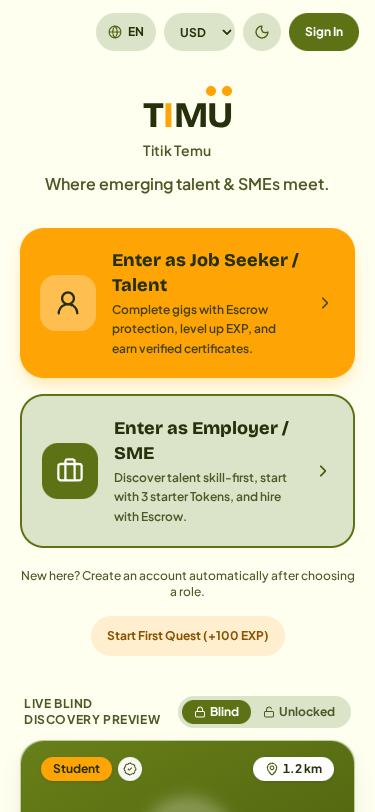 EN
USD
Sign In
TIMÜ
Titik Temu
Where emerging talent & SMEs meet.
Enter as Job Seeker /
Talent
Complete gigs with Escrow
protection, level up EXP, and
earn verified certificates.
Enter as Employer /
SME
Discover talent skill-first, start
with 3 starter Tokens, and hire
with Escrow.
New here? Create an account automatically after choosing
a role.
Start First Quest (+100 EXP)
LIVE BLIND
DISCOVERY PREVIEW
Blind
Unlocked
Student
1.2 km